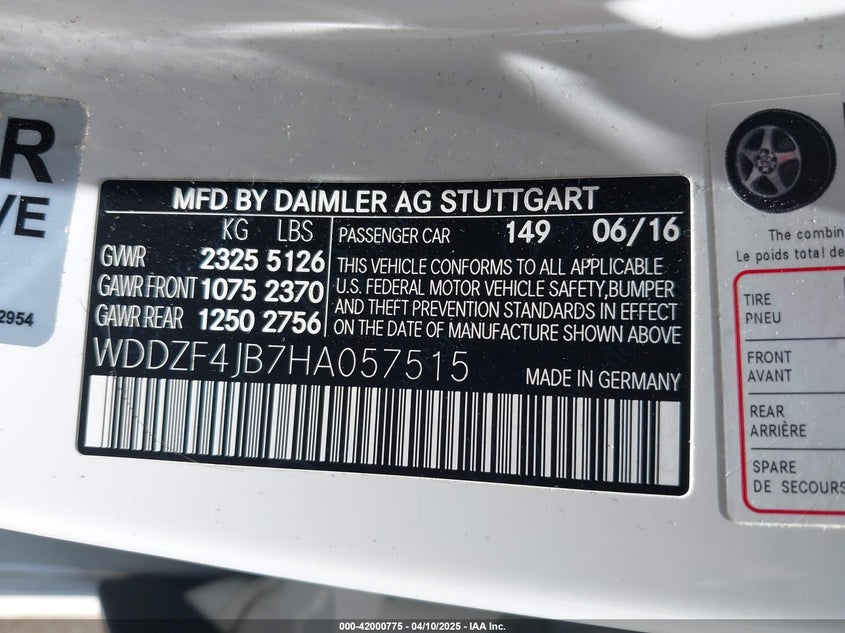 R
VE
2954
MFD BY DAIMLER AG STUTTGART
KG LBS
GVWR 2325 5126
GAWR FRONT 1075 2370
GAWR REAR 1250 2756
PASSENGER CAR 149 06/16
THIS VEHICLE CONFORMS TO ALL APPLICABLE
U.S. FEDERAL MOTOR VEHICLE SAFETY, BUMPER
AND THEFT PREVENTION STANDARDS IN EFFECT
ON THE DATE OF MANUFACTURE SHOWN ABOVE
WDDZF4JB7HA057515
MADE IN GERMANY
The combin
Le poids total de
TIRE
PNEU
FRONT
AVANT
REAR
ARRIÈRE
SPARE
DE SECOURS
000-42000775 - 04/10/2025 - IAA Inc.